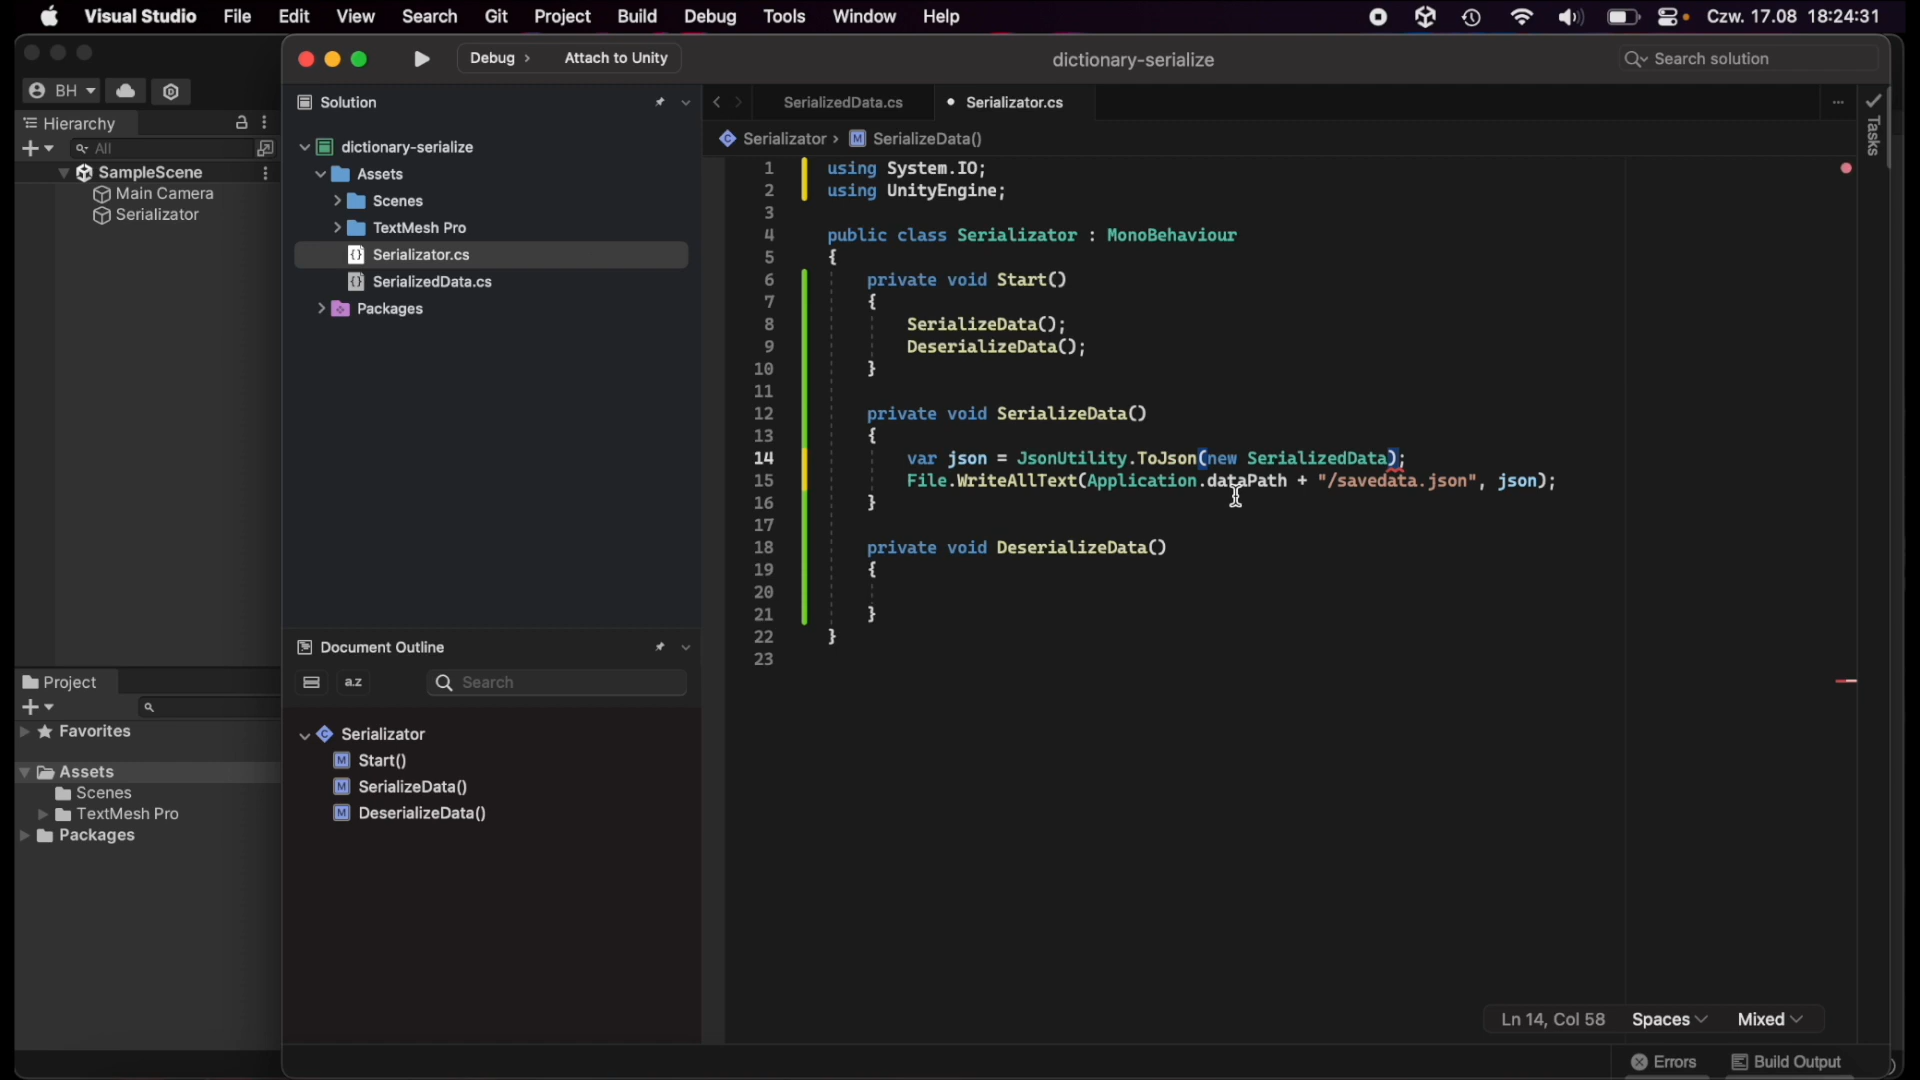 Visual Studio File Edit View Search Git Project Build Debug Tools Window Help Czw. 17.08 18:24:31
Debug > Attach to Unity dictionary-serialize Search solution
BH
Hierarchy
All
SampleScene
Main Camera
Serializator
Project
Favorites
Assets
Scenes
TextMesh Pro
Packages
Solution
dictionary-serialize
Assets
Scenes
TextMesh Pro
Serializator.cs
SerializedData.cs
Packages
Document Outline
a.z Search
Serializator
Start()
SerializeData()
DeserializeData()
SerializedData.cs Serializator.cs
Serializator > SerializeData()
1 using System.IO;
2 using UnityEngine;
3
4 public class Serializator : MonoBehaviour
5 {
6 private void Start()
7 {
8 SerializeData();
9 DeserializeData();
10 }
11
12 private void SerializeData()
13 {
14 var json = JsonUtility.ToJson(new SerializedData);
15 File.WriteAllText(Application.dataPath + "/savedata.json", json);
16 }
17
18 private void DeserializeData()
19 {
20
21 }
22 }
23
Tasks
Ln 14, Col 58 Spaces Mixed
Errors Build Output